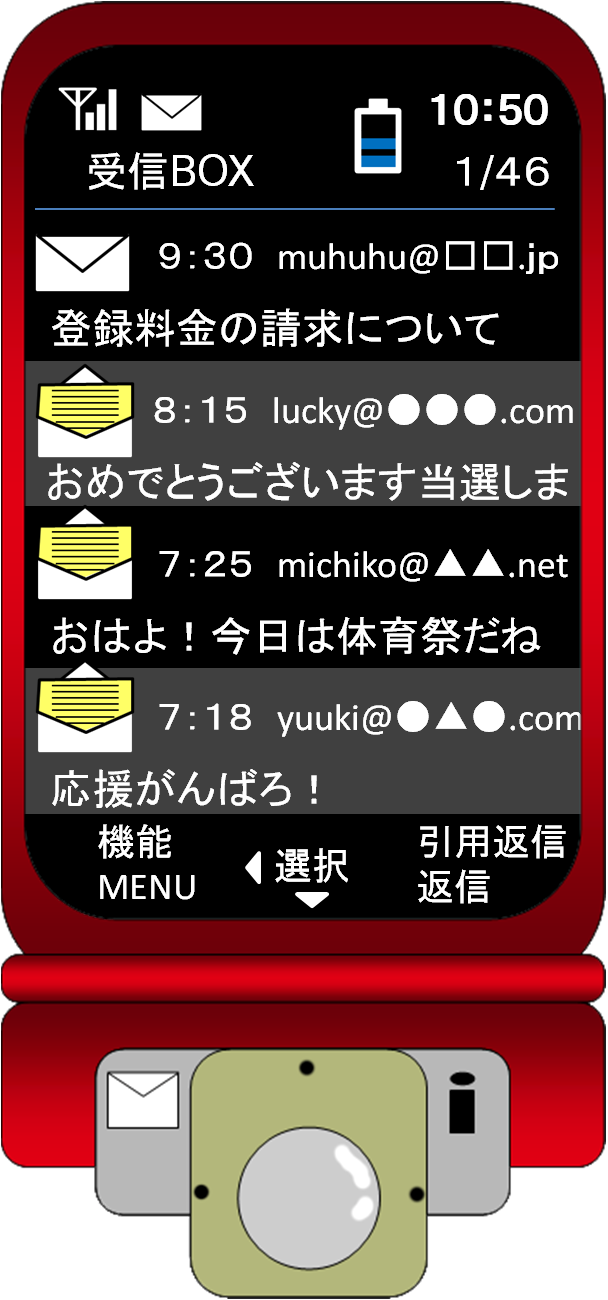 10:50
受信BOX 1/46
9:30 muhuhu@□□.jp
登録料金の請求について
8:15 lucky@●●●.com
おめでとうございます当選しま
7:25 michiko@▲▲.net
おはよ！今日は体育祭だね
7:18 yuuki@●▲●.com
応援がんばろ！
機能 引用返信
選択
MENU 返信